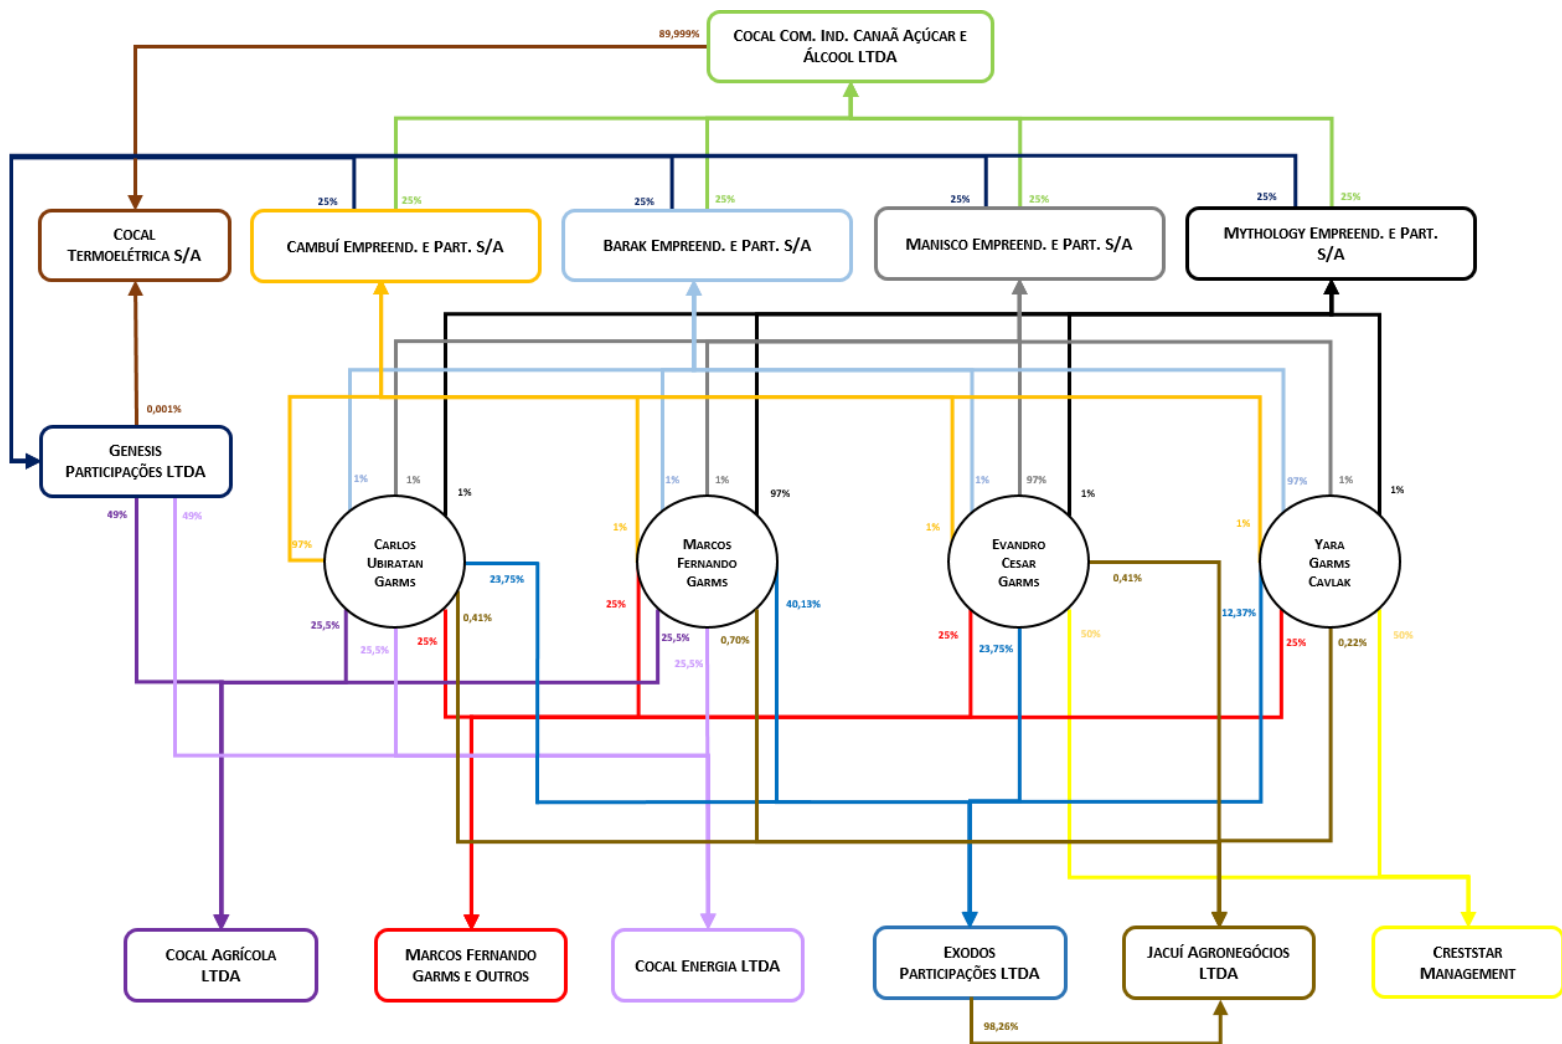 89,999%
Cocal Com. Ind. Canaã Açúcar e
Álcool LTDA
25%
25%
25%
25%
25%
25%
25%
25%
Cocal
Termoelétrica S/A
Cambuí Empreend. e Part. S/A
Barak Empreend. e Part. S/A
Manisco Empreend. e Part. S/A
Mythology Empreend. e Part.
S/A
0,001%
Genesis
Participações LTDA
1%
1%
1%
1%
1%
97%
1%
97%
1%
97%
1%
1%
49%
49%
97%
1%
1%
1%
Carlos
Ubiratan
Garms
Marcos
Fernando
Garms
Evandro
Cesar
Garms
Yara
Garms
Cavlak
23,75%
25%
40,13%
0,41%
12,37%
25,5%
25,5%
25%
0,41%
25,5%
25,5%
0,70%
25%
23,75%
50%
25%
0,22%
50%
Cocal Agrícola
LTDA
Marcos Fernando
Garms e Outros
Cocal Energia LTDA
Exodos
Participações LTDA
Jacuí Agronegócios
LTDA
Creststar
Management
98,26%